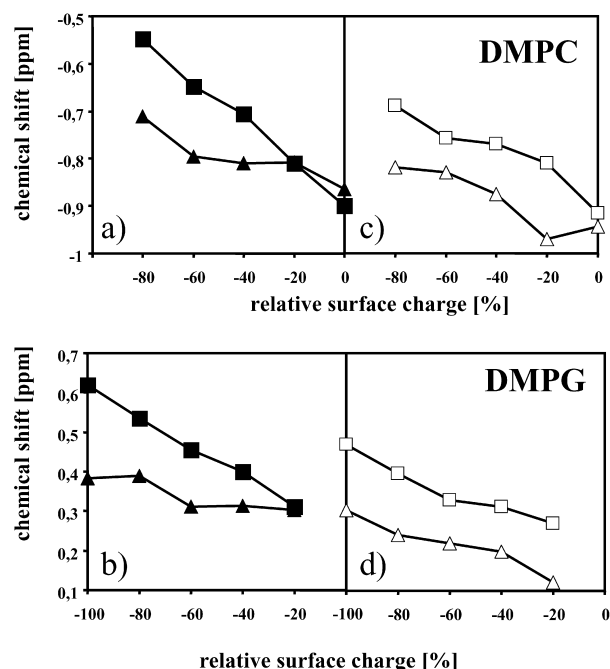 -0,5
-0,6
-0,7
-0,8
-0,9
-1
chemical shift [ppm]
DMPC
a)
c)
-80 -60 -40 -20 0 -80 -60 -40 -20 0
relative surface charge [%]
0,7
0,6
0,5
0,4
0,3
0,2
0,1
chemical shift [ppm]
DMPG
b)
d)
-100 -80 -60 -40 -20 -100 -80 -60 -40 -20 0
relative surface charge [%]